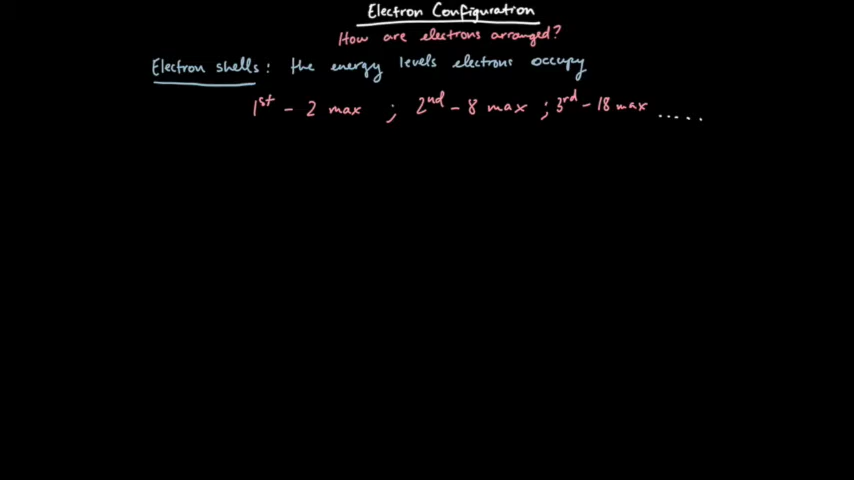 Electron Configuration
How are electrons arranged?
Electron shells: the energy levels electrons occupy
1st - 2 max ; 2nd - 8 max ; 3rd - 18 max .....